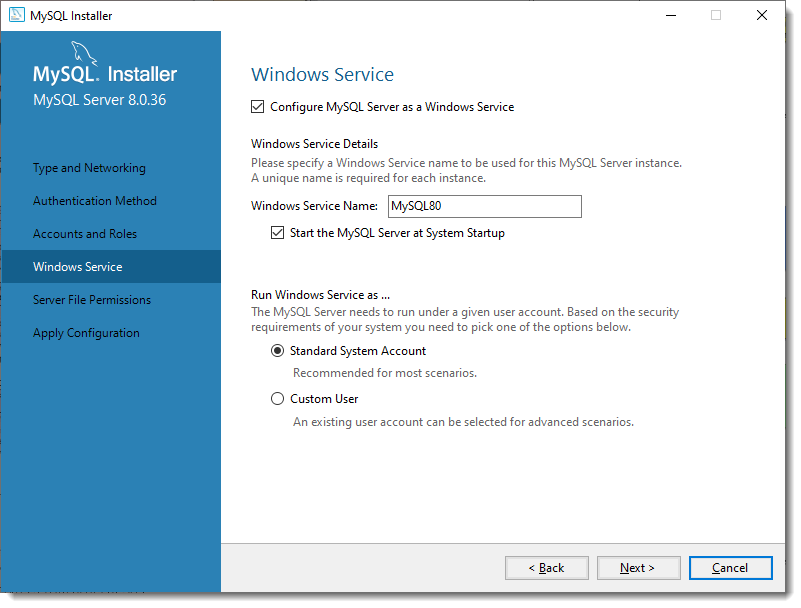 MySQL Installer
MySQL. Installer
MySQL Server 8.0.36
Type and Networking
Authentication Method
Accounts and Roles
Windows Service
Server File Permissions
Apply Configuration
Windows Service
Configure MySQL Server as a Windows Service
Windows Service Details
Please specify a Windows Service name to be used for this MySQL Server instance.
A unique name is required for each instance.
Windows Service Name: MySQL80
Start the MySQL Server at System Startup
Run Windows Service as ...
The MySQL Server needs to run under a given user account. Based on the security
requirements of your system you need to pick one of the options below.
Standard System Account
Recommended for most scenarios.
Custom User
An existing user account can be selected for advanced scenarios.
< Back Next > Cancel